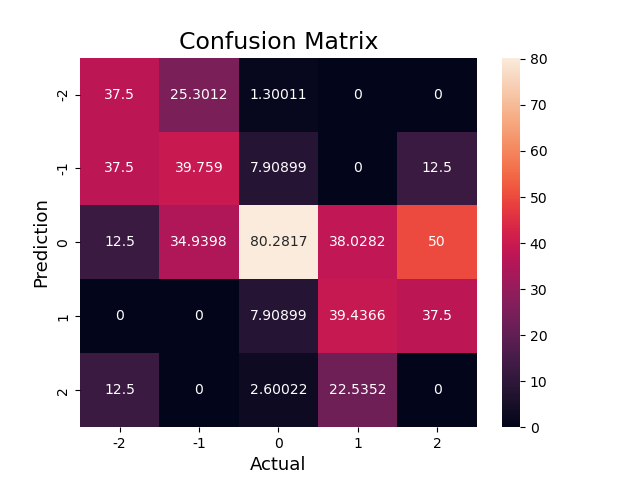 Confusion Matrix
-2 37.5 25.3012 1.30011 0 0
-1 37.5 39.759 7.90899 0 12.5
0 12.5 34.9398 80.2817 38.0282 50
1 0 0 7.90899 39.4366 37.5
2 12.5 0 2.60022 22.5352 0
-2 -1 0 1 2
Actual
Prediction
80
70
60
50
40
30
20
10
0